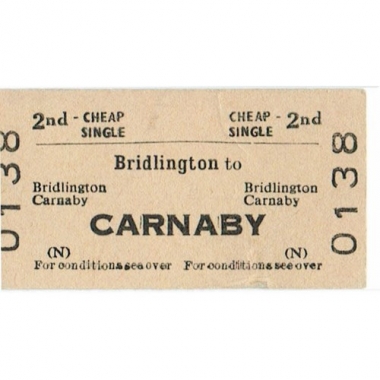 2nd - CHEAP SINGLE CHEAP - 2nd SINGLE
Bridlington to
Bridlington Carnaby Bridlington Carnaby
CARNABY
(N) (N)
For conditions see over For conditions see over
0138 0138